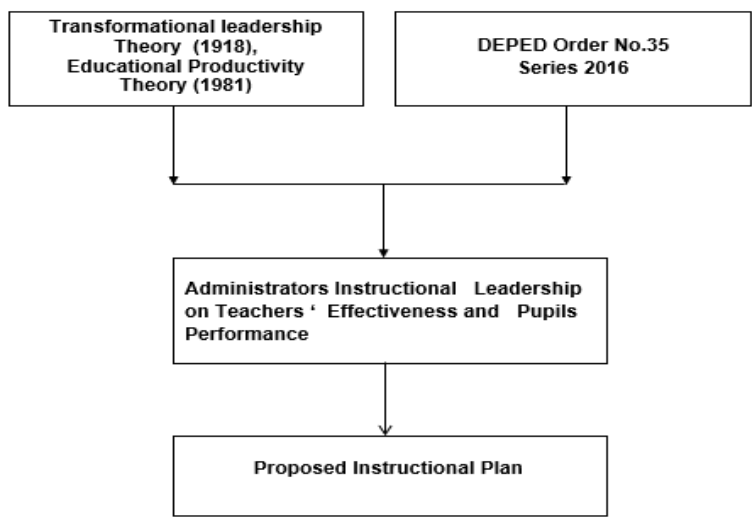 Transformational leadership
Theory (1918),
Educational Productivity
Theory (1981)
DEPED Order No.35
Series 2016
Administrators Instructional Leadership
on Teachers ‘ Effectiveness and Pupils
Performance
Proposed Instructional Plan